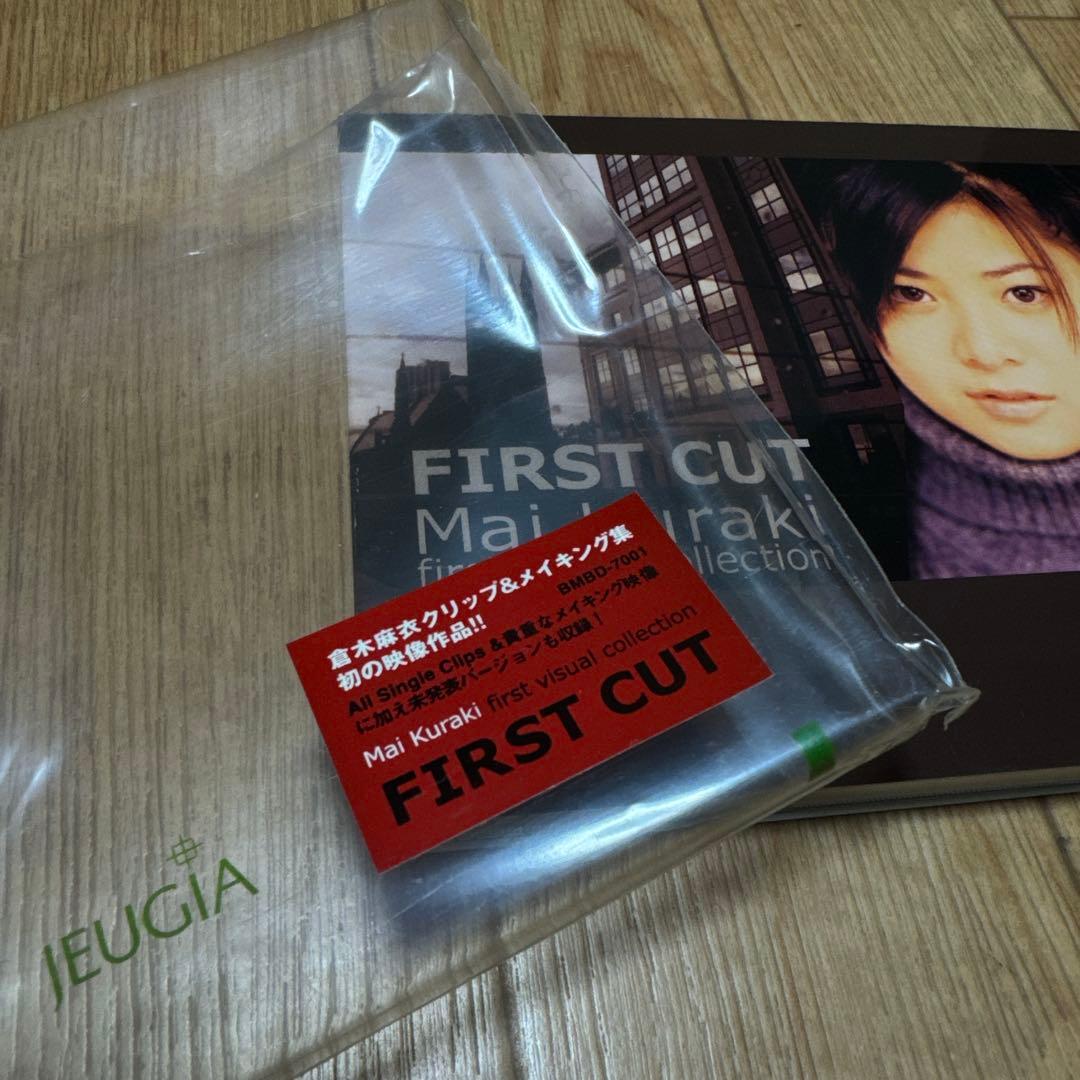 FIRST CUT
Mai Kuraki
first collection
倉木麻衣クリップ&メイキング集
初の映像作品!! BMBD-7001
All Single Clips &貴重なメイキング映像
に加え未発表バージョンも収録!
Mai Kuraki first visual collection
FIRST CUT
JEUGIA